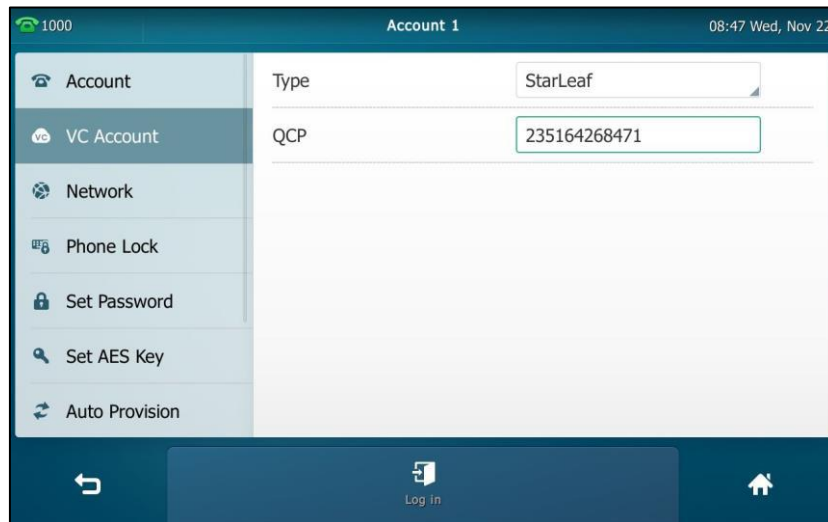 1000 Account 1 08:47 Wed, Nov 22
Account
VC Account
Network
Phone Lock
Set Password
Set AES Key
Auto Provision
Type StarLeaf
QCP 235164268471
Log in